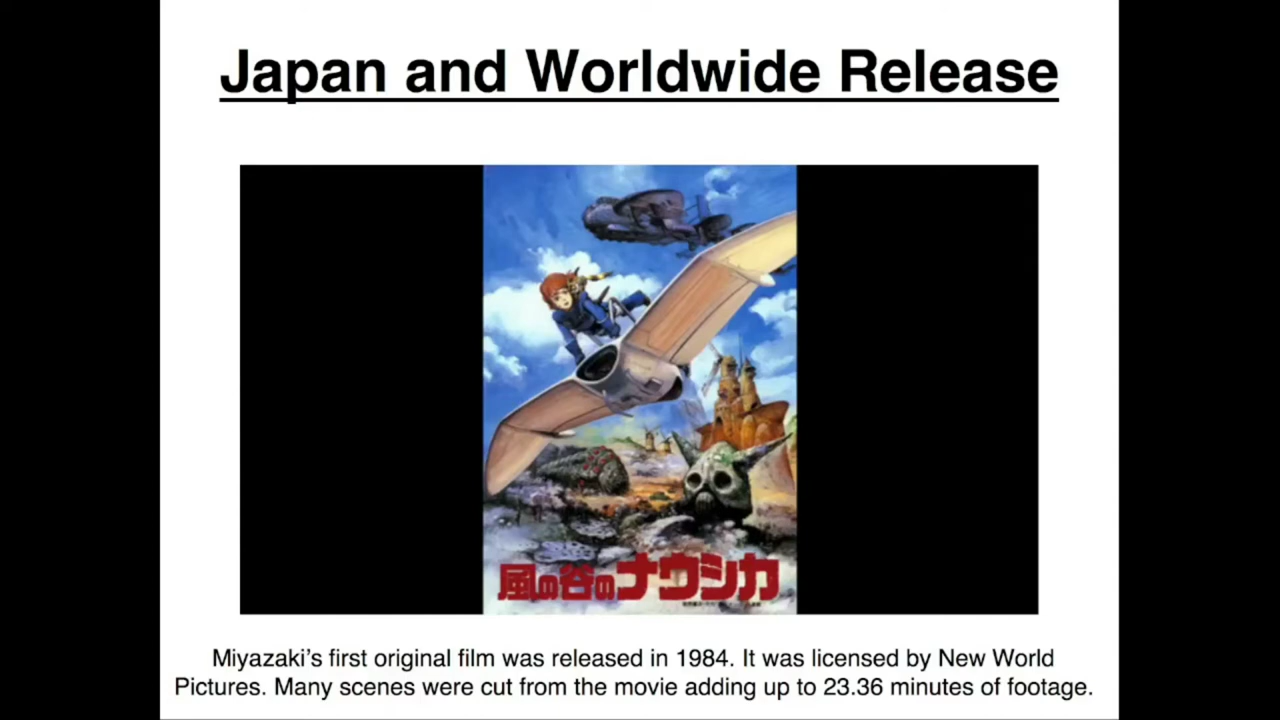 Japan and Worldwide Release
風の谷のナウシカ
Miyazaki’s first original film was released in 1984. It was licensed by New World
Pictures. Many scenes were cut from the movie adding up to 23.36 minutes of footage.